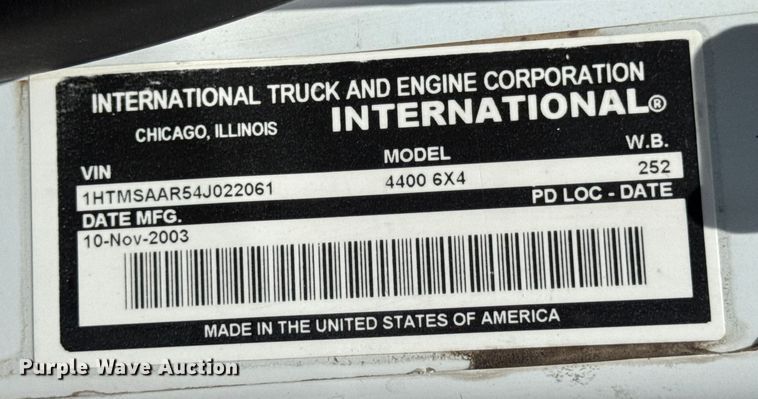 INTERNATIONAL TRUCK AND ENGINE CORPORATION
CHICAGO, ILLINOIS INTERNATIONAL®
VIN MODEL W.B.
1HTMSAAR54J022061 4400 6X4 252
DATE MFG. PD LOC - DATE
10-Nov-2003
MADE IN THE UNITED STATES OF AMERICA
Purple Wave Auction